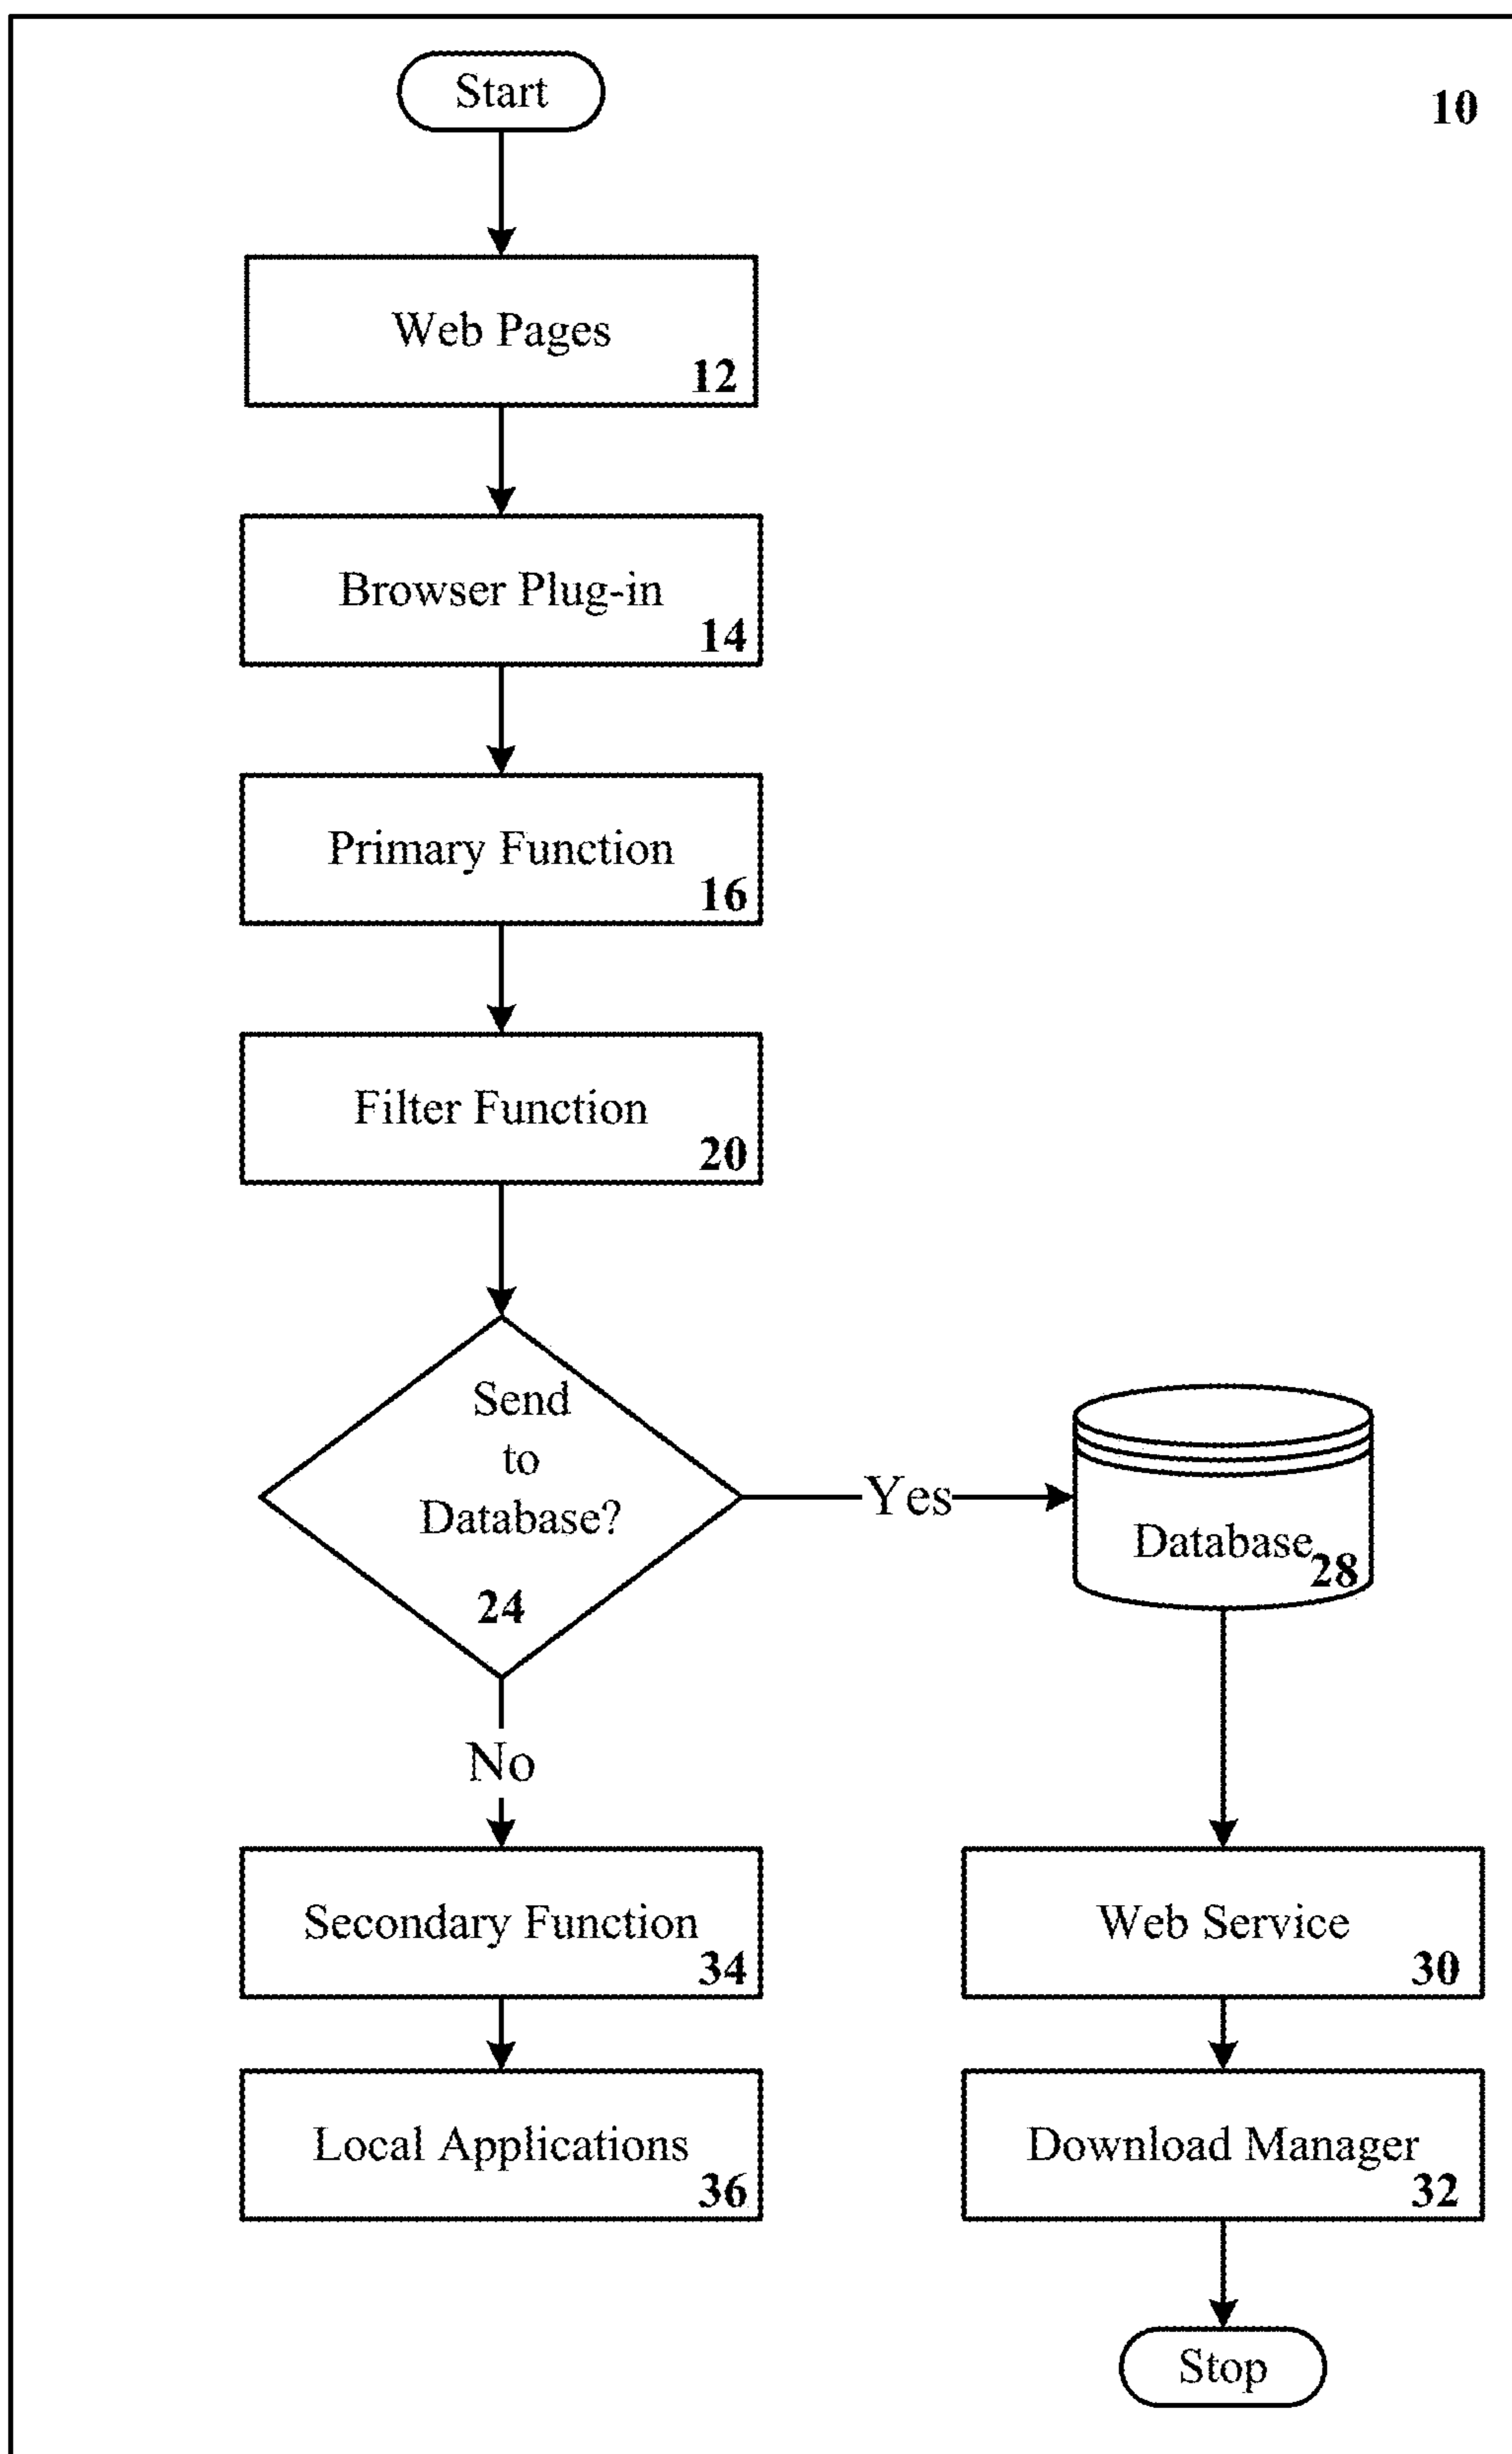 Start
10
Web Pages
12
Browser Plug-in
14
Primary Function
16
Filter Function
20
Send
to
Database?
24
Yes
Database
28
No
Secondary Function
34
Web Service
30
Local Applications
36
Download Manager
32
Stop